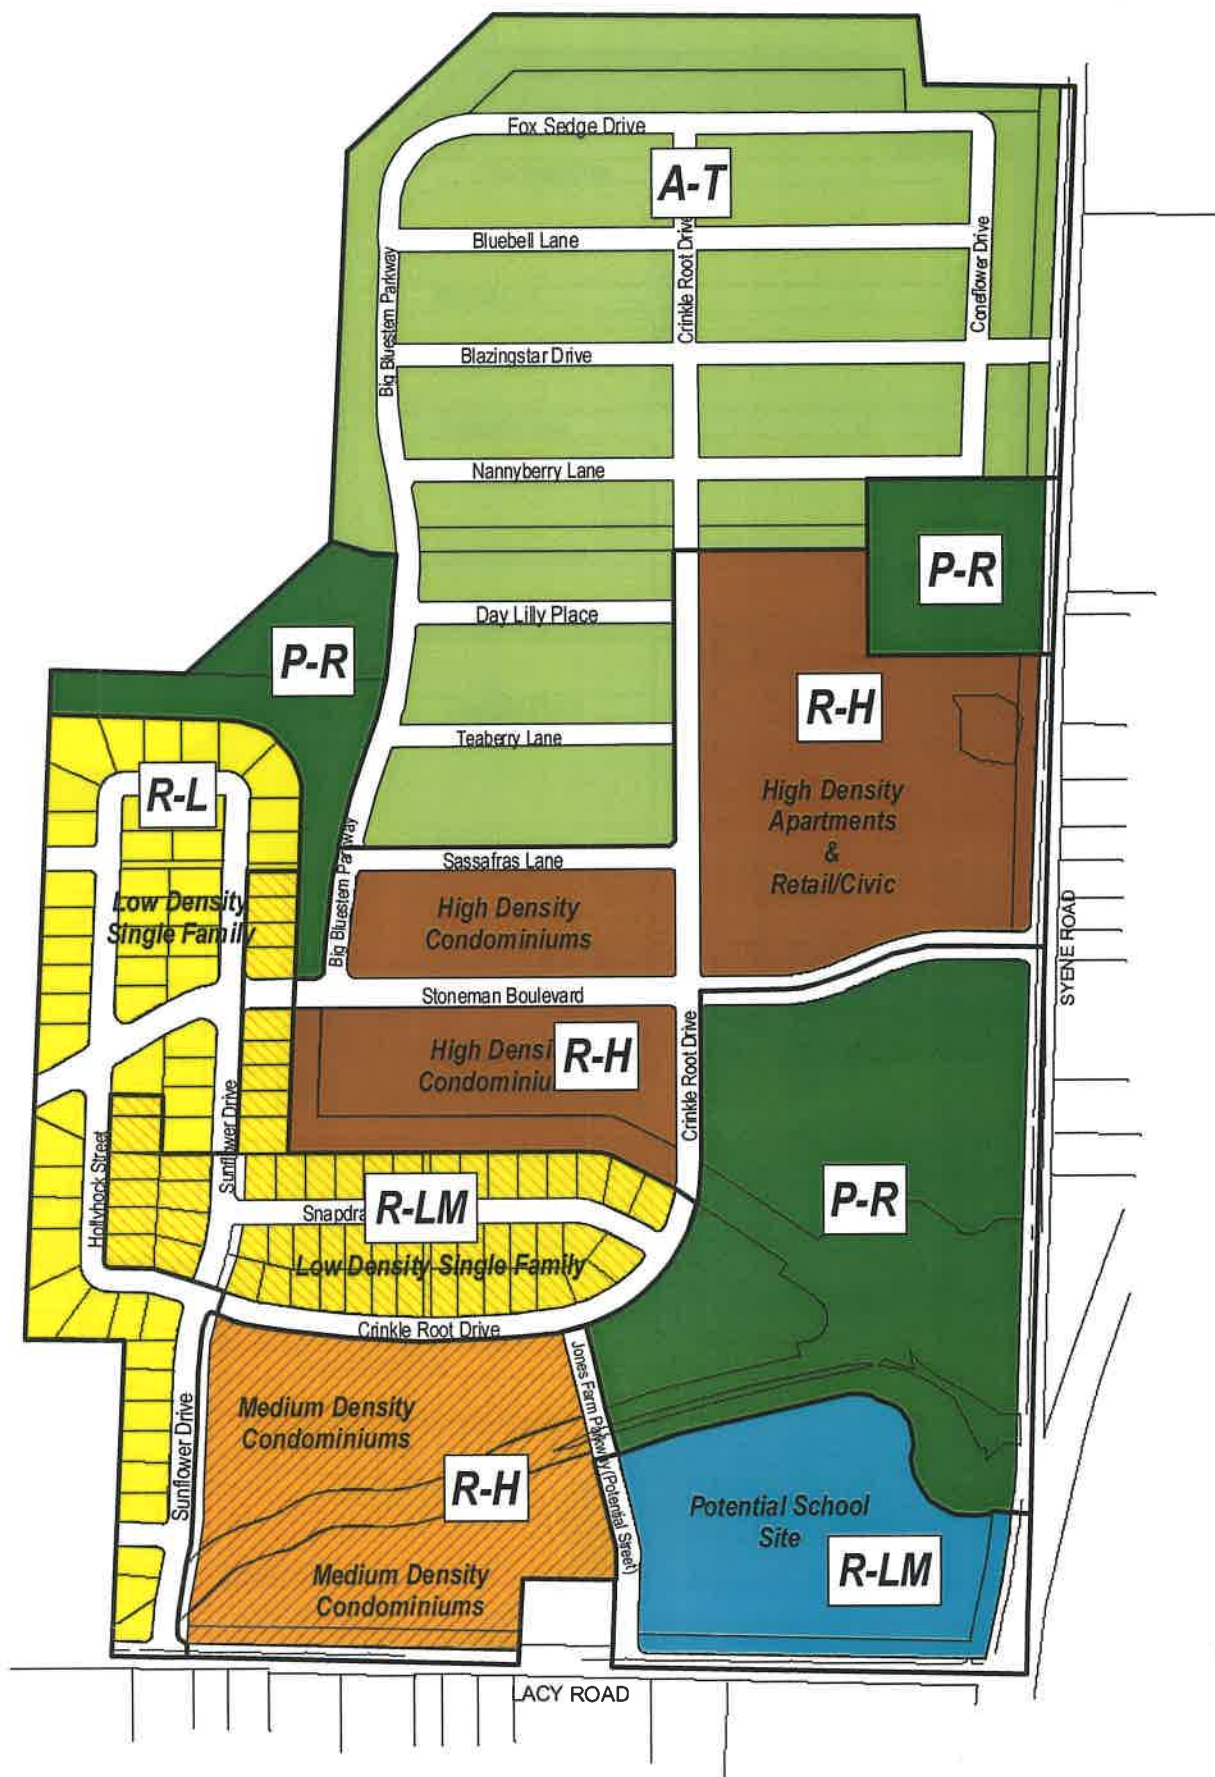 Fox Sedge Drive
A-T
Bluebell Lane
Crinkle Root Drive
Coneflower Drive
Big Bluestem Parkway
Blazingstar Drive
Nannyberry Lane
P-R
Day Lilly Place
P-R
R-H
Teaberry Lane
R-L
High Density
Apartments
&
Retail/Civic
Big Bluestem Parkway
Sassafras Lane
Low Density
Single Family
High Density
Condominiums
SYENE ROAD
Stoneman Boulevard
High Densi
Condominiu
R-H
Crinkle Root Drive
Sunflower Drive
Hollyhock Street
P-R
Snapdra
R-LM
Low Density Single Family
Crinkle Root Drive
Jones Farm Parkway (Potential Street)
Sunflower Drive
Medium Density
Condominiums
R-H
Potential School
Site
R-LM
Medium Density
Condominiums
LACY ROAD